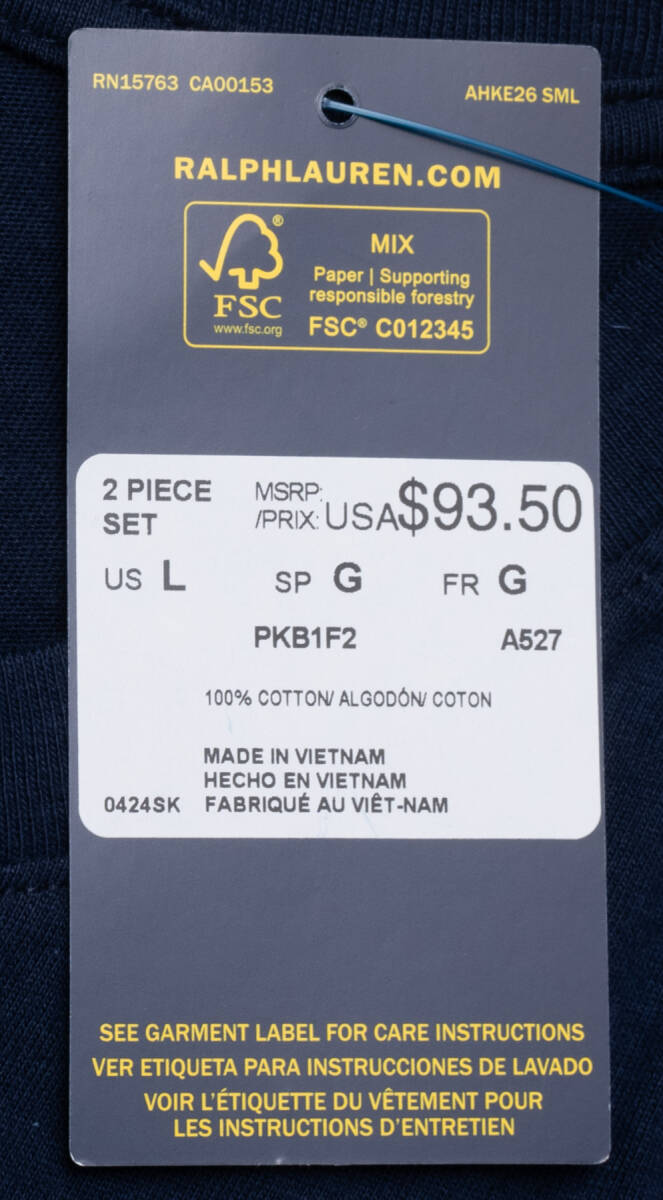 RN15763 CA00153
AHKE26 SML
RALPHLAUREN.COM
®
FSC
www.fsc.org
MIX
Paper | Supporting
responsible forestry
FSC® C012345
2 PIECE
SET
MSRP:
/PRIX: USA $93.50
US L SP G FR G
PKB1F2 A527
100% COTTON/ ALGODÓN/ COTON
MADE IN VIETNAM
HECHO EN VIETNAM
0424SK FABRIQUÉ AU VIÊT-NAM
SEE GARMENT LABEL FOR CARE INSTRUCTIONS
VER ETIQUETA PARA INSTRUCCIONES DE LAVADO
VOIR L'ÉTIQUETTE DU VÊTEMENT POUR
LES INSTRUCTIONS D'ENTRETIEN